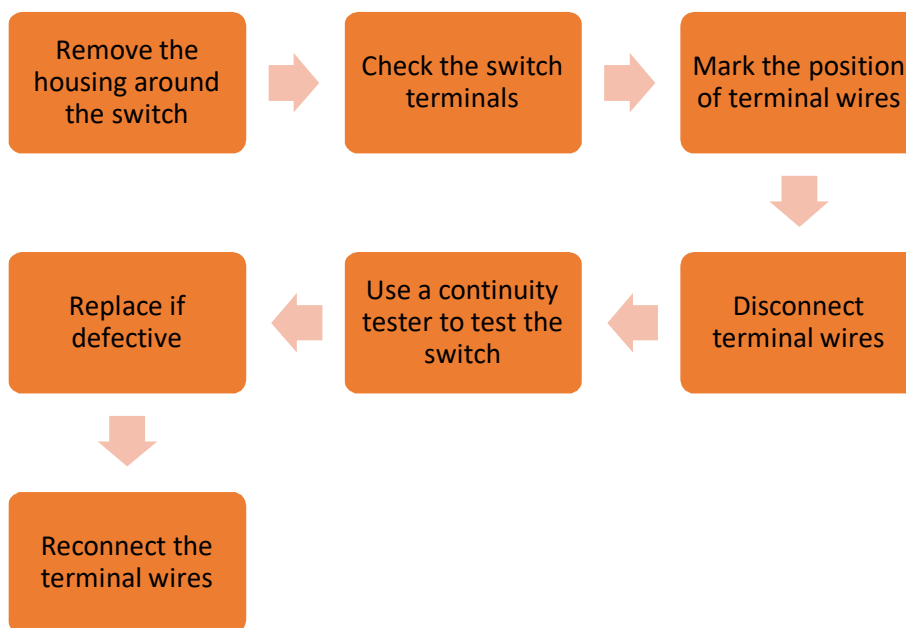 Remove the
housing around
the switch
Check the switch
terminals
Mark the position
of terminal wires
Disconnect
terminal wires
Use a continuity
tester to test the
switch
Replace if
defective
Reconnect the
terminal wires